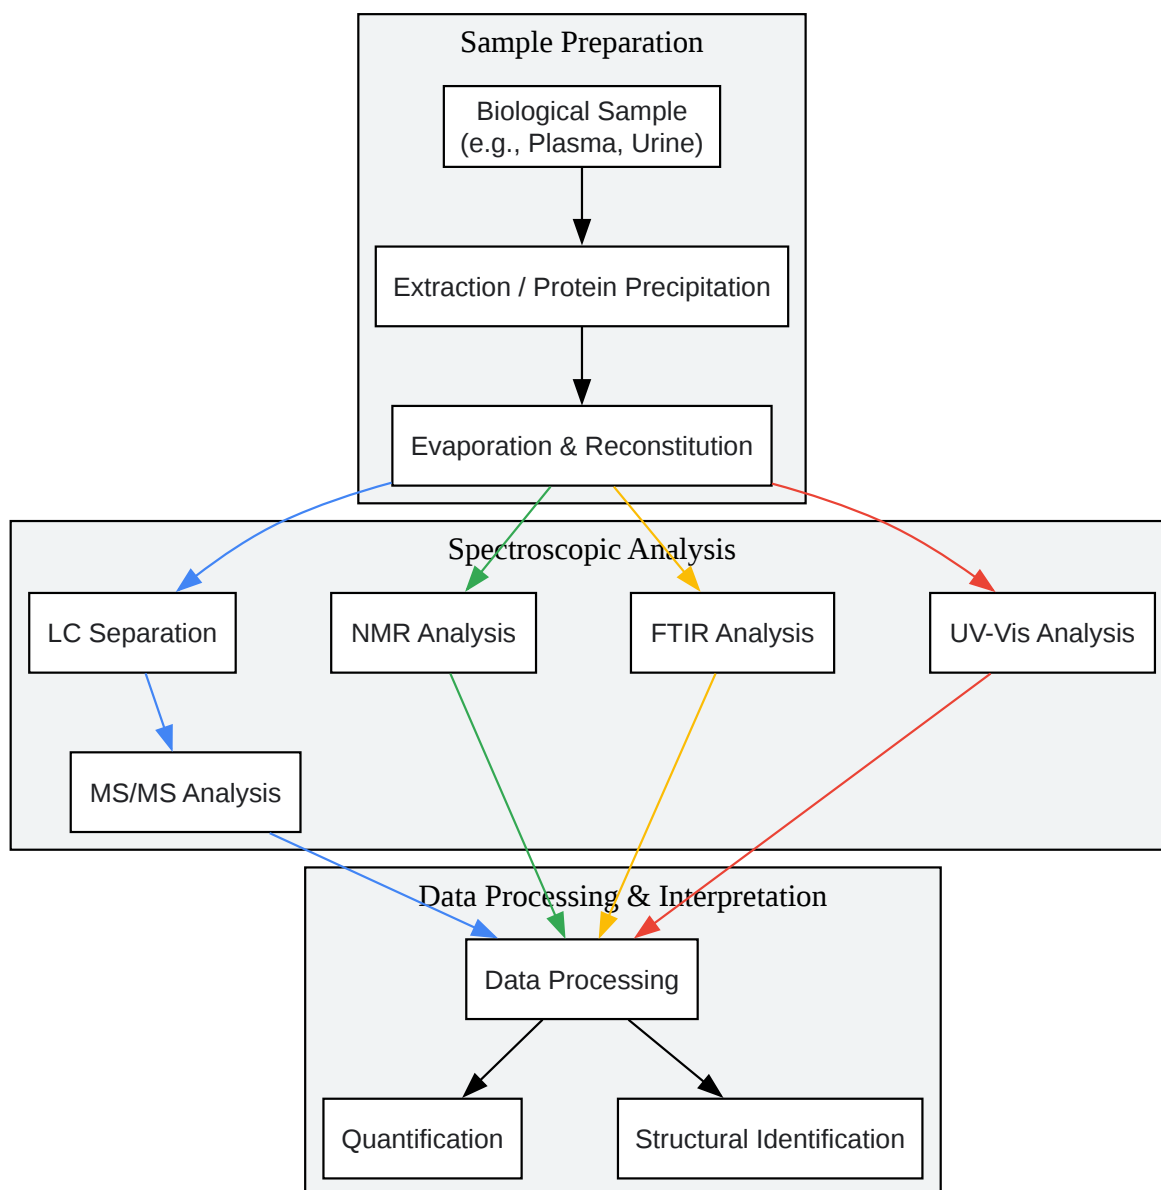 Sample Preparation
Biological Sample
(e.g., Plasma, Urine)
Extraction / Protein Precipitation
Evaporation & Reconstitution
Spectroscopic Analysis
LC Separation
NMR Analysis
FTIR Analysis
UV-Vis Analysis
MS/MS Analysis
Data Processing & Interpretation
Data Processing
Quantification
Structural Identification